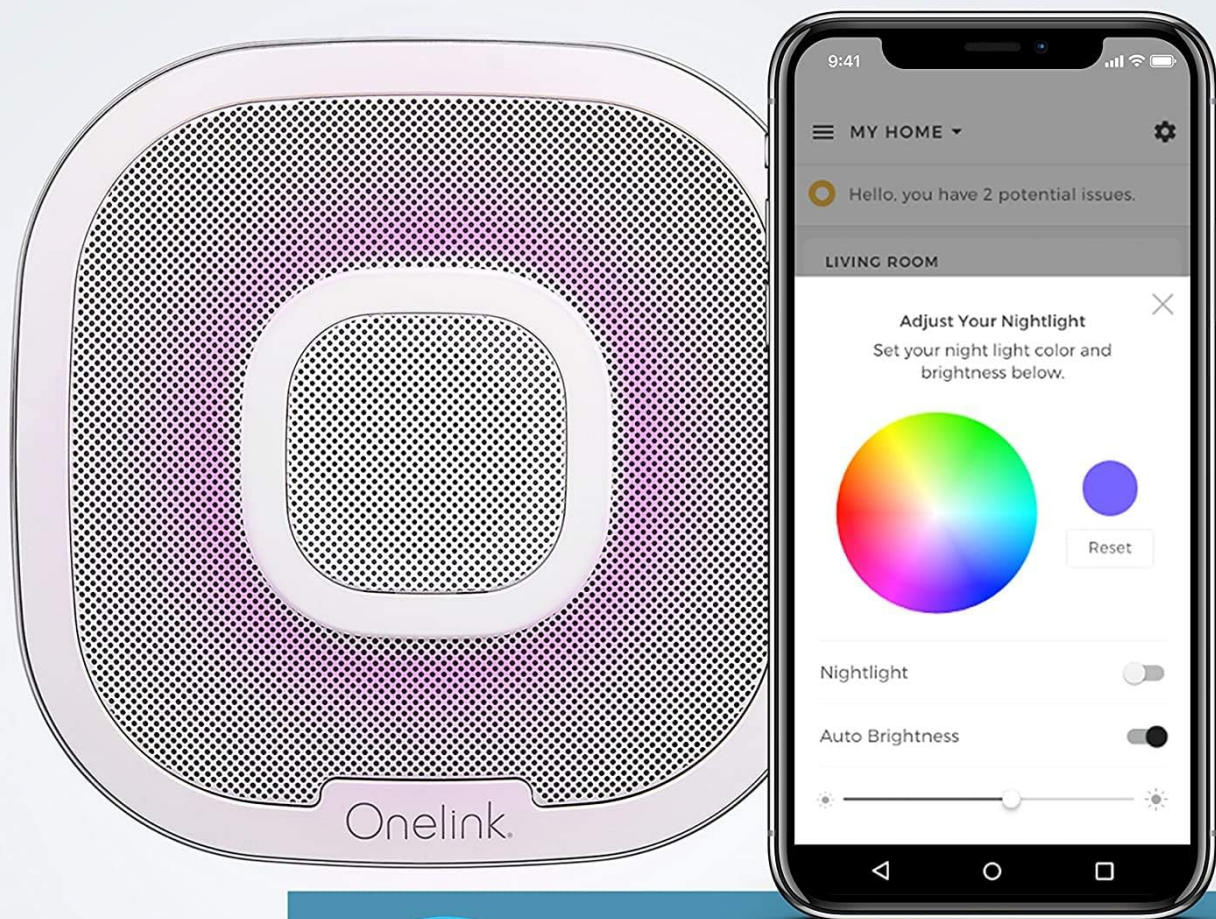 Onelink.
9:41
MY HOME
Hello, you have 2 potential issues.
LIVING ROOM
Adjust Your Nightlight
Set your night light color and
brightness below.
Reset
Nightlight
Auto Brightness